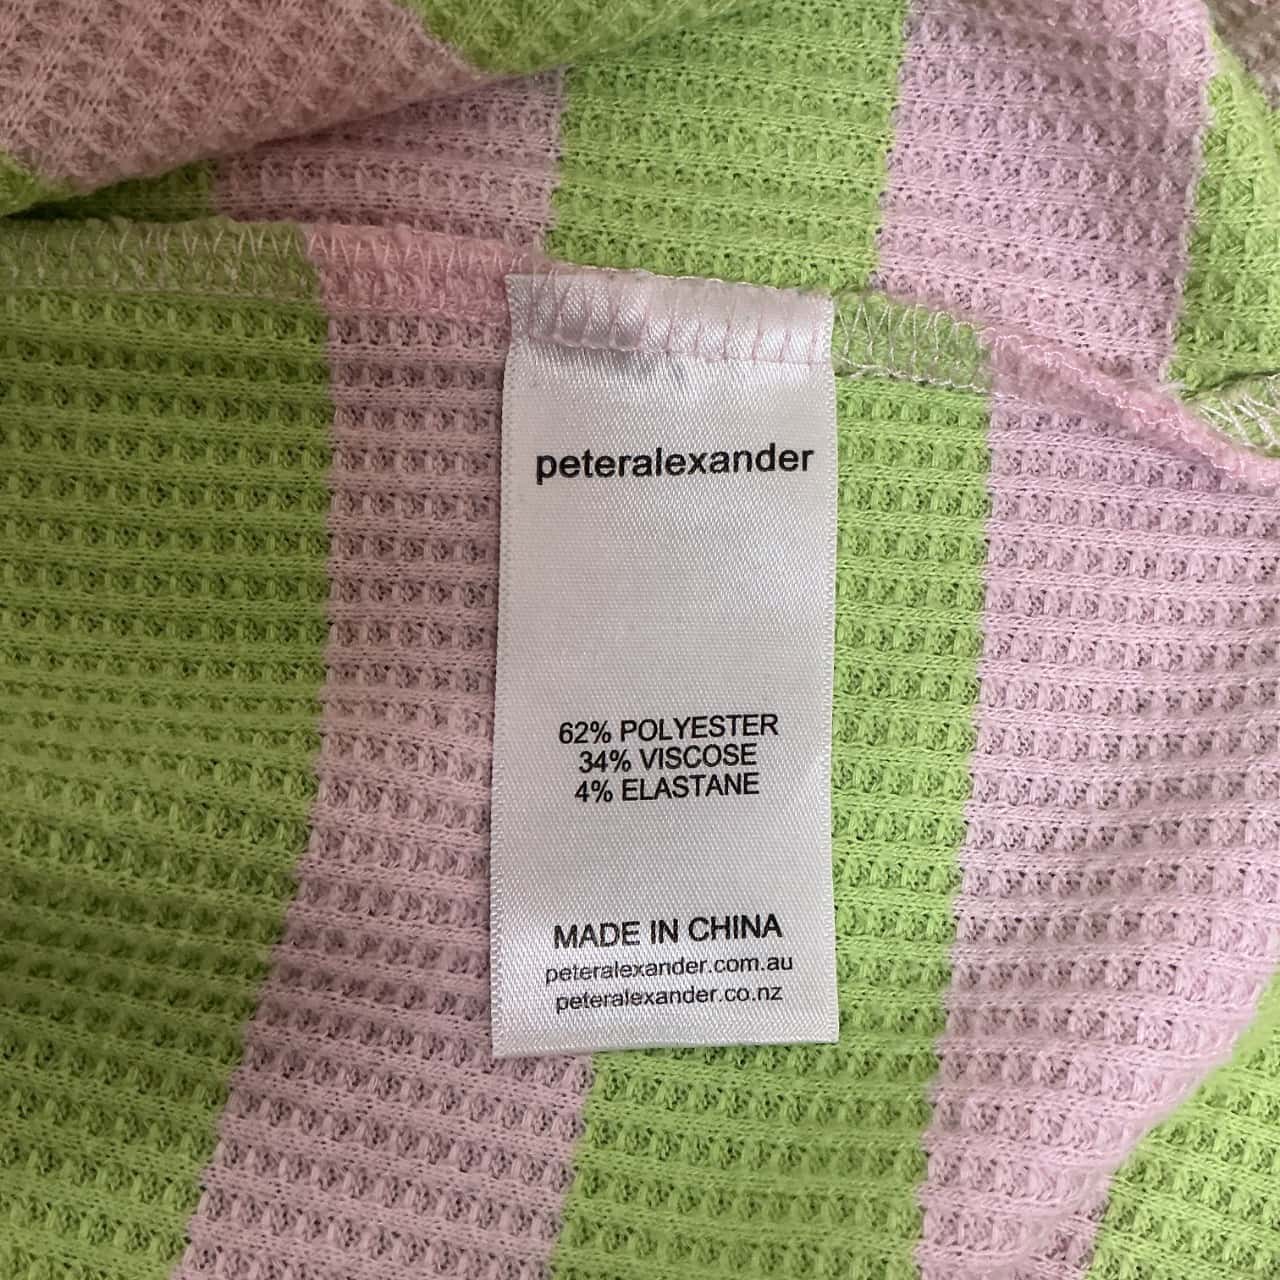 peteralexander
62% POLYESTER
34% VISCOSE
4% ELASTANE
MADE IN CHINA
peteralexander.com.au
peteralexander.co.nz